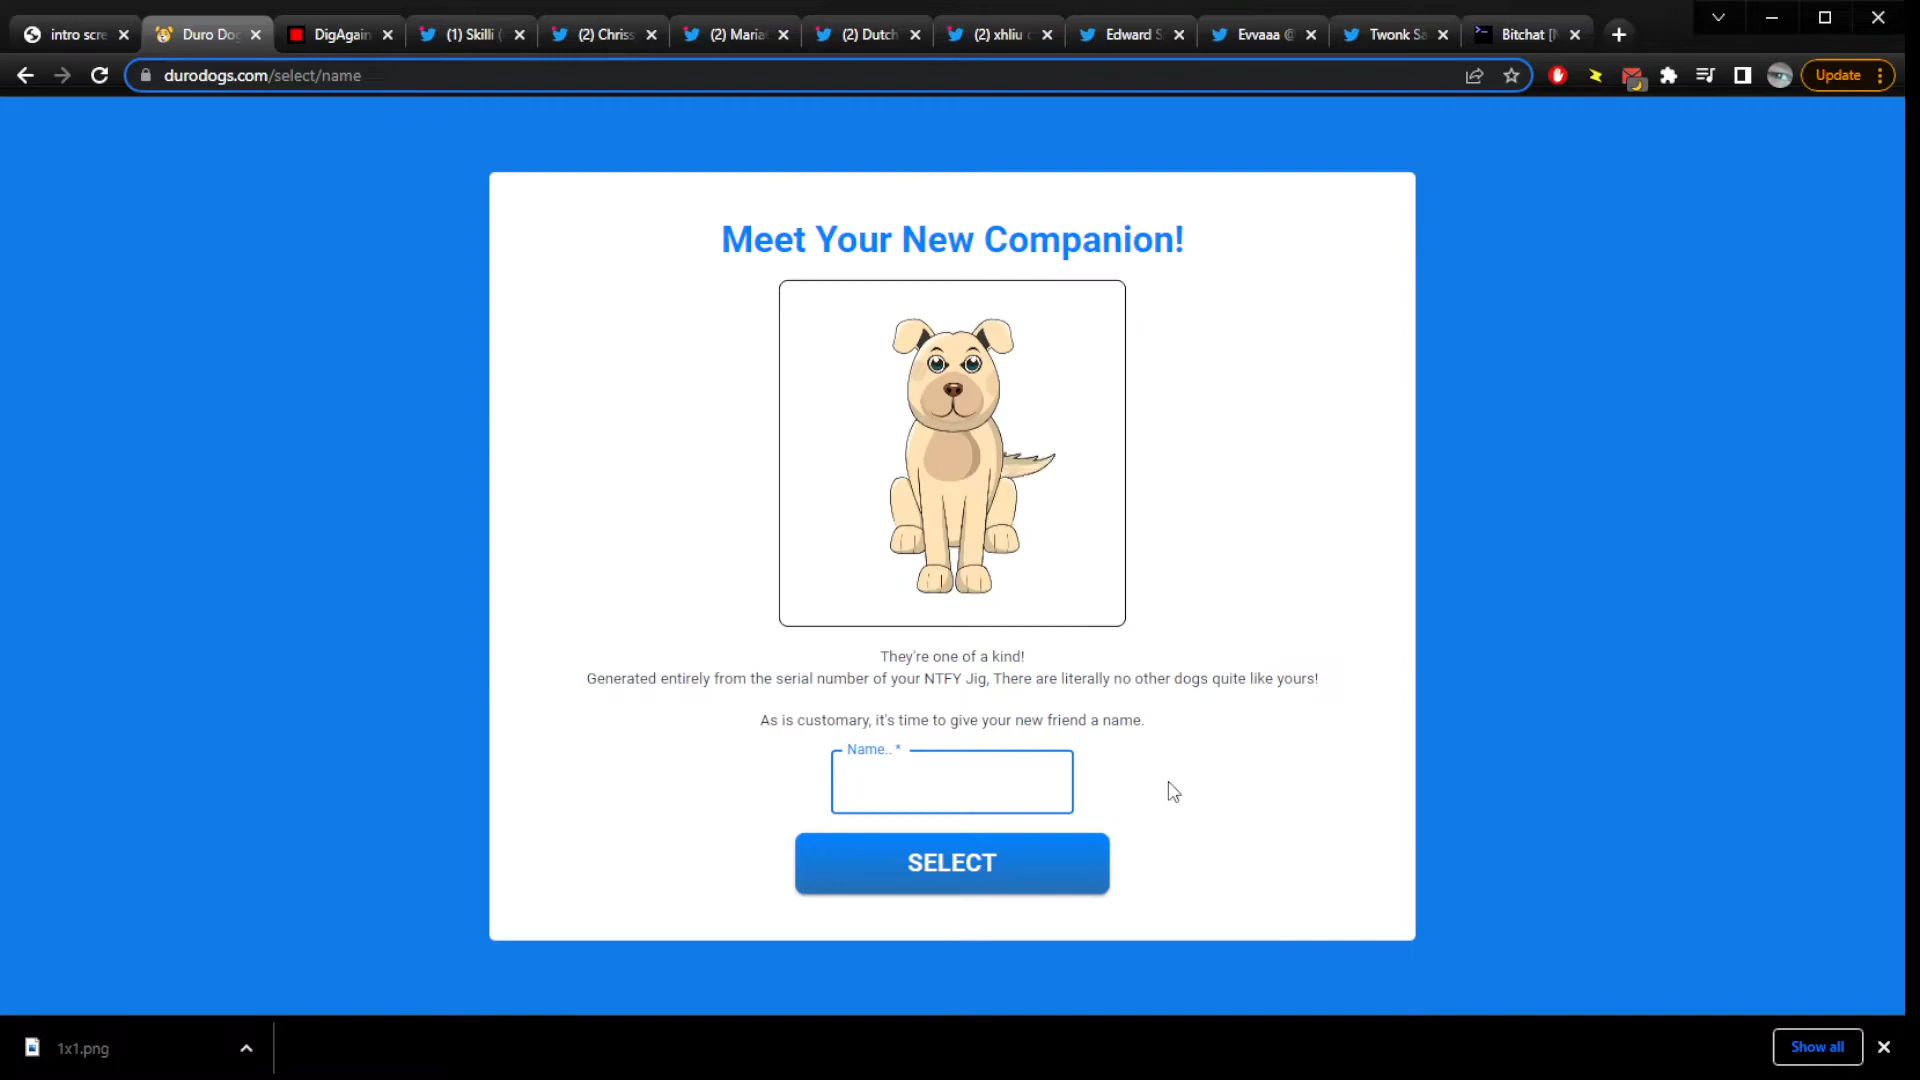 intro scre
Duro Dog
DigAgain
(1) Skilli (
(2) Chriss
(2) Maria
(2) Dutch
(2) xhliu
Edward S
Evvaaa @
Twonk Sa
Bitchat [N
durodogs.com/select/name
Update
Meet Your New Companion!
They're one of a kind!
Generated entirely from the serial number of your NTFY Jig, There are literally no other dogs quite like yours!
As is customary, it's time to give your new friend a name.
Name.. *
SELECT
1x1.png
Show all